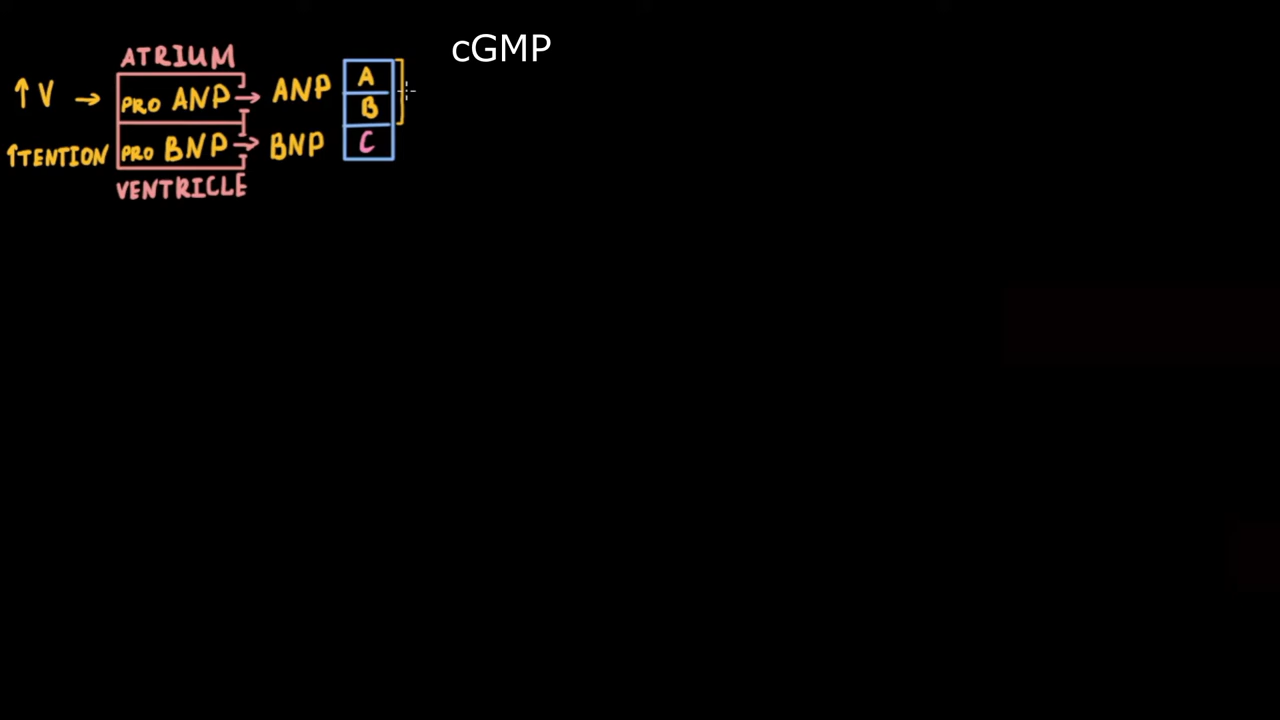 cGMP
ATRIUM
↑ V → PRO ANP → ANP A
B
↑TENTION PRO BNP → BNP C
VENTRICLE